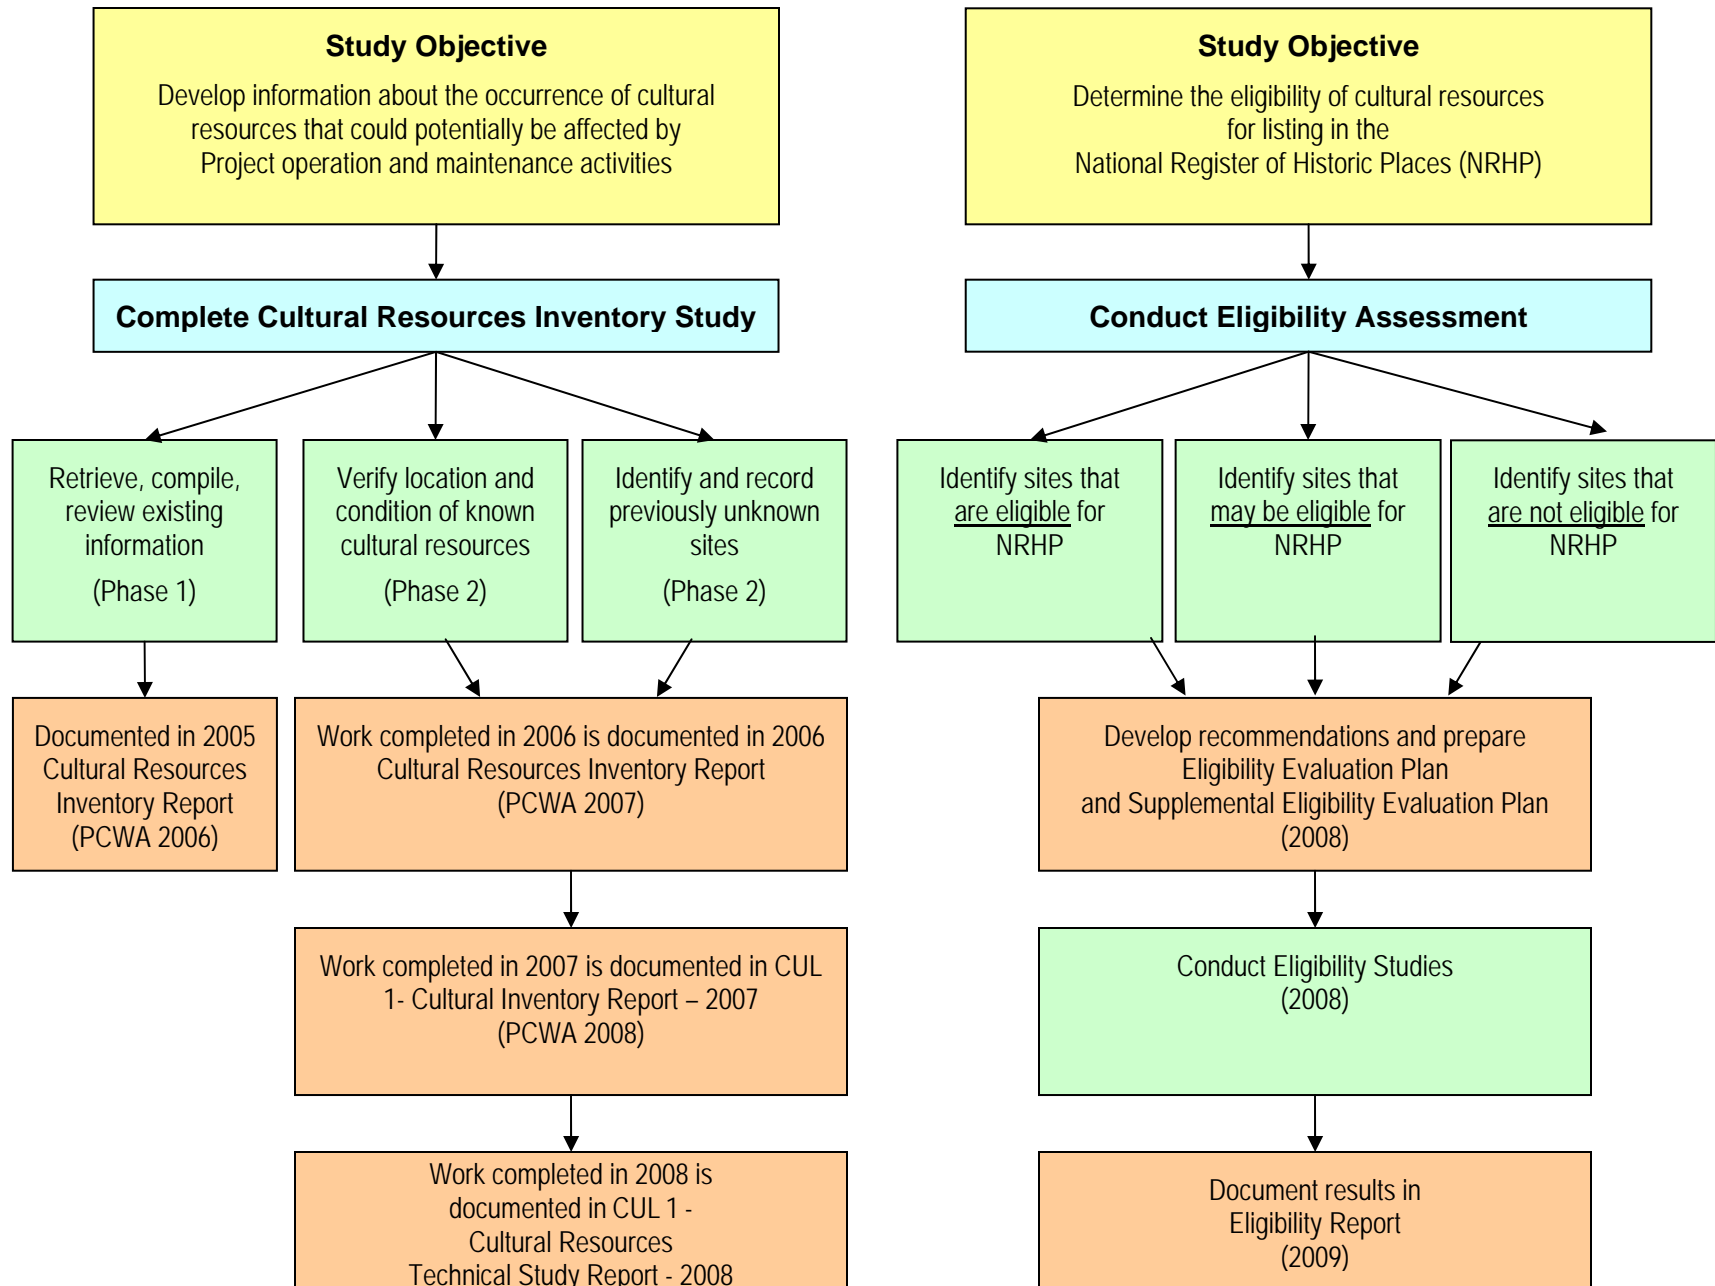 Study Objective
Develop information about the occurrence of cultural
resources that could potentially be affected by
Project operation and maintenance activities
Complete Cultural Resources Inventory Study
Retrieve, compile,
review existing
information
(Phase 1)
Verify location and
condition of known
cultural resources
(Phase 2)
Identify and record
previously unknown
sites
(Phase 2)
Documented in 2005
Cultural Resources
Inventory Report
(PCWA 2006)
Work completed in 2006 is documented in 2006
Cultural Resources Inventory Report
(PCWA 2007)
Work completed in 2007 is documented in CUL
1- Cultural Inventory Report – 2007
(PCWA 2008)
Work completed in 2008 is
documented in CUL 1 -
Cultural Resources
Technical Study Report - 2008
Study Objective
Determine the eligibility of cultural resources
for listing in the
National Register of Historic Places (NRHP)
Conduct Eligibility Assessment
Identify sites that
are eligible for
NRHP
Identify sites that
may be eligible for
NRHP
Identify sites that
are not eligible for
NRHP
Develop recommendations and prepare
Eligibility Evaluation Plan
and Supplemental Eligibility Evaluation Plan
(2008)
Conduct Eligibility Studies
(2008)
Document results in
Eligibility Report
(2009)